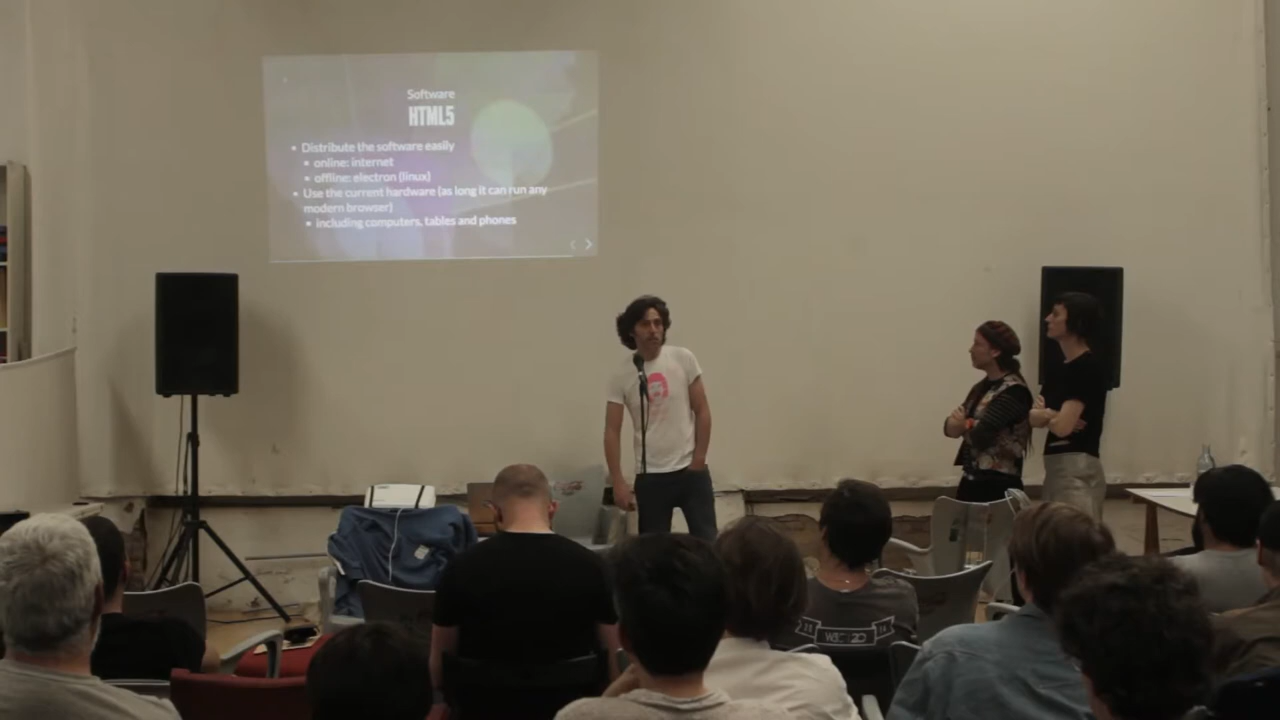 Software
HTML5
• Distribute the software easily
▪ online: internet
▪ offline: electron (linux)
• Use the current hardware (as long it can run any
modern browser)
▪ including computers, tables and phones